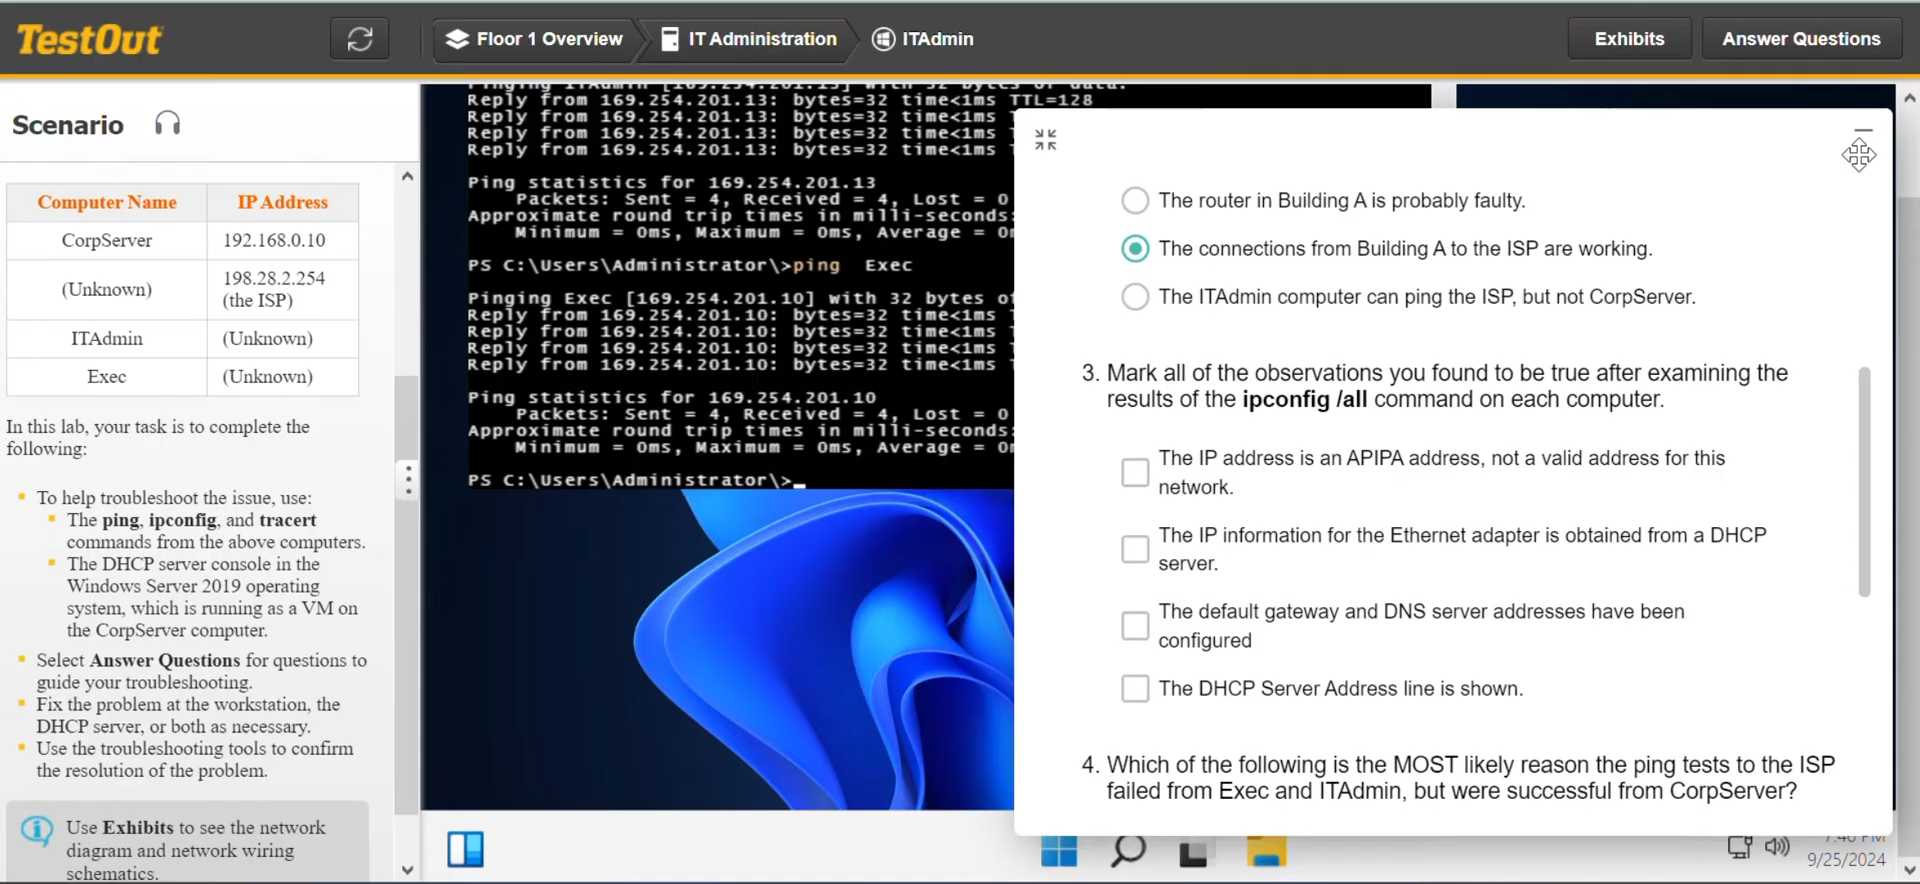 TestOut
Floor 1 Overview
IT Administration
ITAdmin
Exhibits
Answer Questions
Scenario
Computer Name IP Address
CorpServer 192.168.0.10
(Unknown) 198.28.2.254
(the ISP)
ITAdmin (Unknown)
Exec (Unknown)
In this lab, your task is to complete the
following:
To help troubleshoot the issue, use:
The ping, ipconfig, and tracert
commands from the above computers.
The DHCP server console in the
Windows Server 2019 operating
system, which is running as a VM on
the CorpServer computer.
Select Answer Questions for questions to
guide your troubleshooting.
Fix the problem at the workstation, the
DHCP server, or both as necessary.
Use the troubleshooting tools to confirm
the resolution of the problem.
Use Exhibits to see the network
diagram and network wiring
schematics.
Pinging ITAdmin [169.254.201.13] with 32 bytes of data:
Reply from 169.254.201.13: bytes=32 time<1ms TTL=128
Reply from 169.254.201.13: bytes=32 time<1ms
Reply from 169.254.201.13: bytes=32 time<1ms
Reply from 169.254.201.13: bytes=32 time<1ms
Ping statistics for 169.254.201.13
Packets: Sent = 4, Received = 4, Lost = 0
Approximate round trip times in milli-seconds:
Minimum = 0ms, Maximum = 0ms, Average =
PS C:\Users\Administrator\>ping Exec
Pinging Exec [169.254.201.10] with 32 bytes of
Reply from 169.254.201.10: bytes=32 time<1ms
Reply from 169.254.201.10: bytes=32 time<1ms
Reply from 169.254.201.10: bytes=32 time<1ms
Reply from 169.254.201.10: bytes=32 time<1ms
Ping statistics for 169.254.201.10
Packets: Sent = 4, Received = 4, Lost = 0
Approximate round trip times in milli-seconds:
Minimum = 0ms, Maximum = 0ms, Average =
PS C:\Users\Administrator\>_
The router in Building A is probably faulty.
The connections from Building A to the ISP are working.
The ITAdmin computer can ping the ISP, but not CorpServer.
3. Mark all of the observations you found to be true after examining the
results of the ipconfig /all command on each computer.
The IP address is an APIPA address, not a valid address for this
network.
The IP information for the Ethernet adapter is obtained from a DHCP
server.
The default gateway and DNS server addresses have been
configured
The DHCP Server Address line is shown.
4. Which of the following is the MOST likely reason the ping tests to the ISP
failed from Exec and ITAdmin, but were successful from CorpServer?
9/25/2024